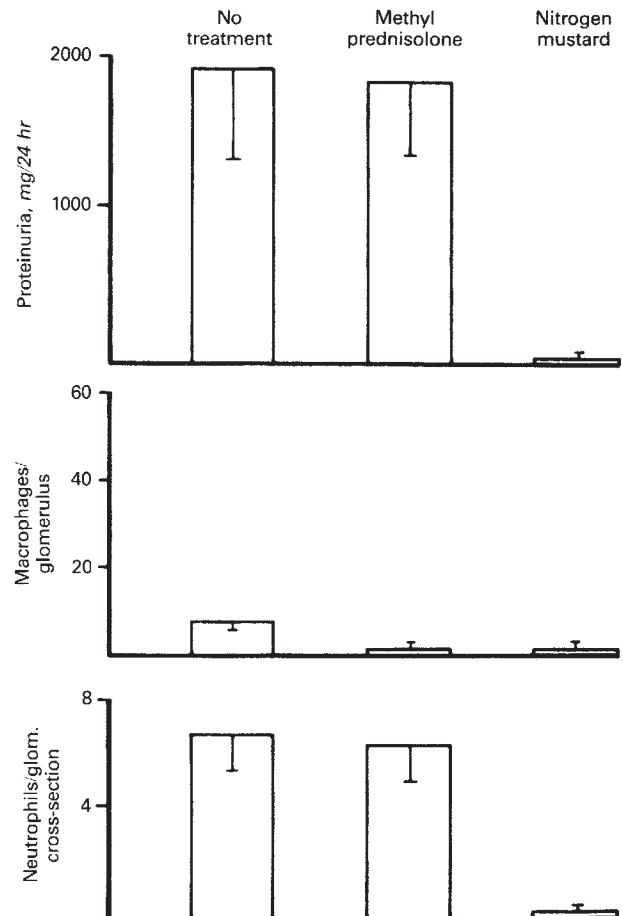 No
treatment
Methyl
prednisolone
Nitrogen
mustard
Proteinuria, mg/24 hr
2000
1000
Macrophages/
glomerulus
60
40
20
Neutrophils/glom.
cross-section
8
4